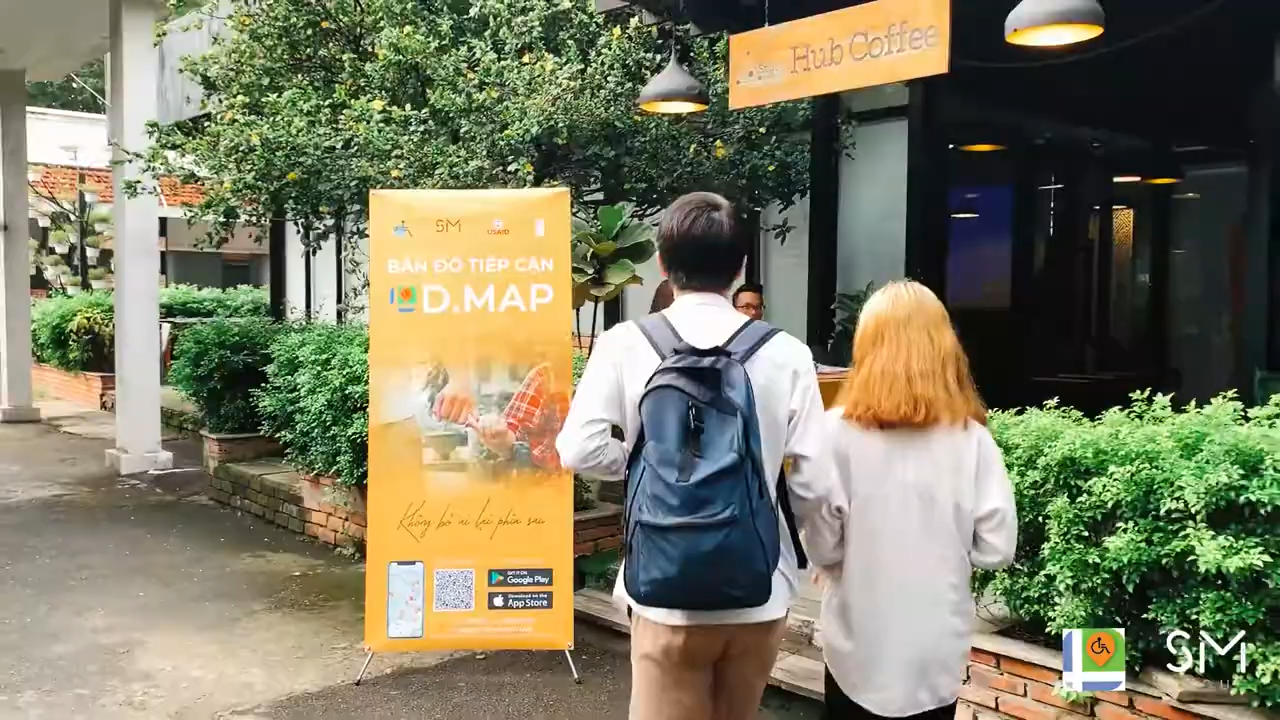 Hub Coffee
SM
USAID
BẢN ĐỒ TIẾP CẬN
D.MAP
Không bỏ ai lại phía sau
GET IT ON
Google Play
Download on the
App Store
SM